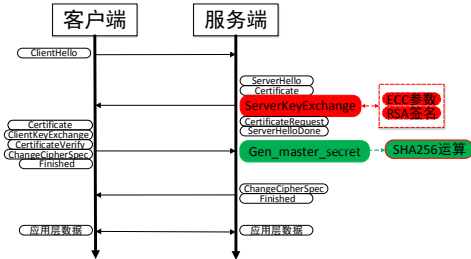 客户端
服务端
ClientHello
ServerHello
Certificate
ServerKeyExchange
ECC参数
RSA签名
CertificateRequest
ServerHelloDone
Certificate
ClientKeyExchange
CertificateVerify
ChangeCipherSpec
Finished
Gen_master_secret
SHA256运算
ChangeCipherSpec
Finished
应用层数据
应用层数据